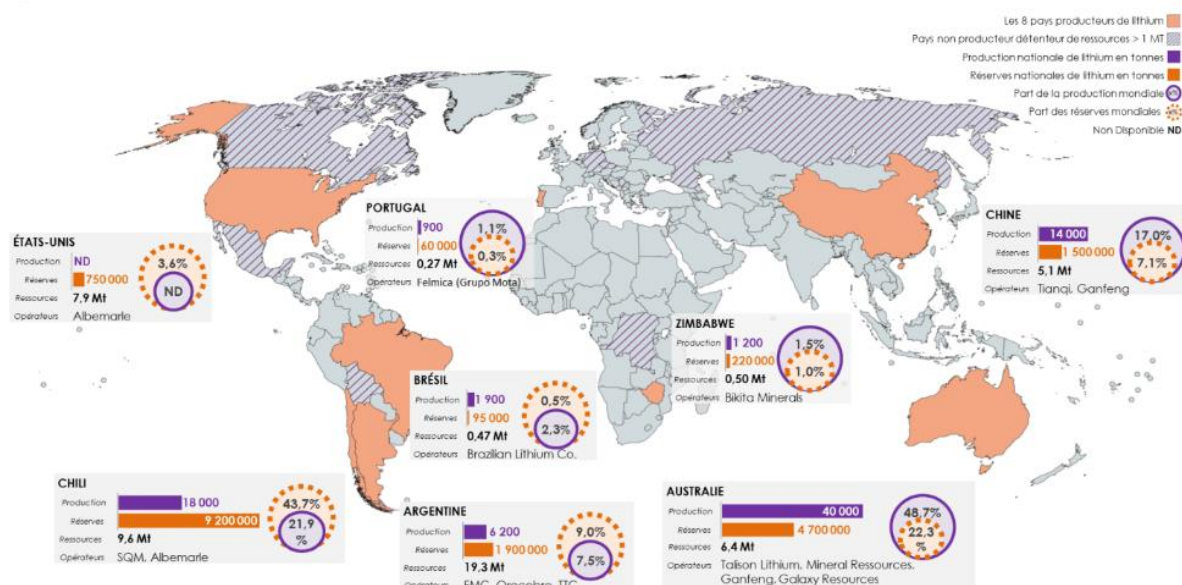 Les 8 pays producteurs de lithium
Pays non producteur détenteur de ressources > 1 MT
Production nationale de lithium en tonnes
Réserves nationales de lithium en tonnes
Part de la production mondiale
Part des réserves mondiales
Non Disponible ND
ÉTATS-UNIS
Production ND
Réserves 750 000
Ressources 7,9 Mt
Opérateurs Albemarle
3,6%
ND
PORTUGAL
Production 900
Réserves 60 000
Ressources 0,27 Mt
Opérateurs Felmica (Grupo Mota)
1,1%
0,3%
CHINE
Production 14 000
Réserves 1 500 000
Ressources 5,1 Mt
Opérateurs Tianqi, Ganfeng
17,0%
7,1%
ZIMBABWE
Production 1 200
Réserves 220 000
Ressources 0,50 Mt
Opérateurs Bikita Minerals
1,5%
1,0%
BRÉSIL
Production 1 900
Réserves 95 000
Ressources 0,47 Mt
Opérateurs Brazilian Lithium Co.
0,5%
2,3%
CHILI
Production 18 000
Réserves 9 200 000
Ressources 9,6 Mt
Opérateurs SQM, Albemarle
43,7%
21,9
%
ARGENTINE
Production 6 200
Réserves 1 900 000
Ressources 19,3 Mt
Opérateurs FMC, Orocobre,
9,0%
7,5%
AUSTRALIE
Production 40 000
Réserves 4 700 000
Ressources 6,4 Mt
Opérateurs Talison Lithium, Mineral Ressources,
Ganfeng, Galaxy Resources
48,7%
22,3
%